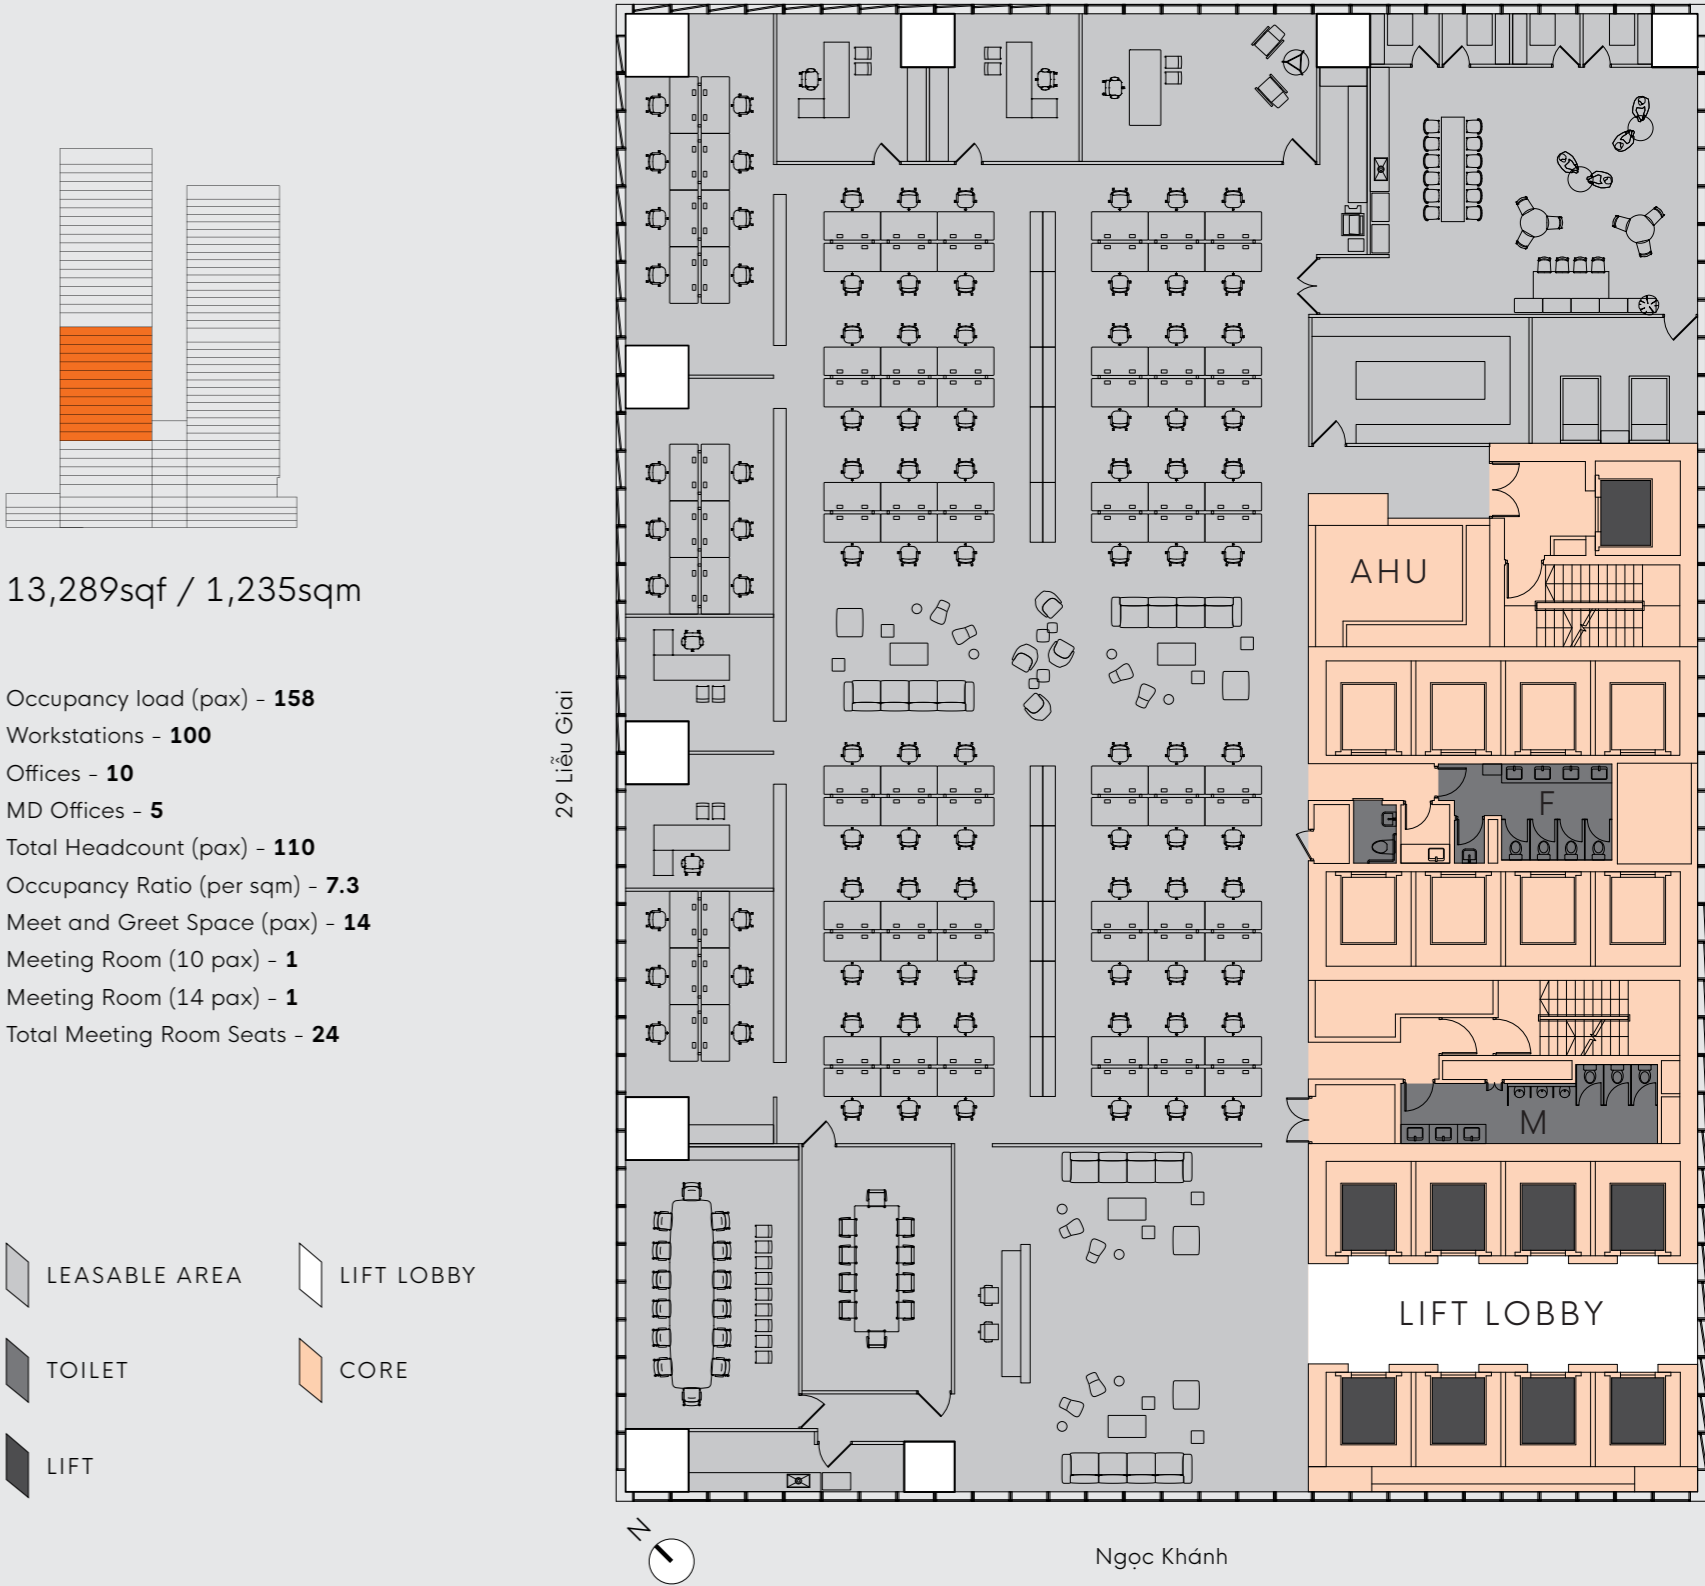 13,289sqf / 1,235sqm
Occupancy load (pax) - 158
Workstations - 100
Offices - 10
MD Offices - 5
Total Headcount (pax) - 110
Occupancy Ratio (per sqm) - 7.3
Meet and Greet Space (pax) - 14
Meeting Room (10 pax) - 1
Meeting Room (14 pax) - 1
Total Meeting Room Seats - 24
LEASABLE AREA
LIFT LOBBY
TOILET
CORE
LIFT
29 Liễu Giai
AHU
F
M
LIFT LOBBY
N
Ngọc Khánh